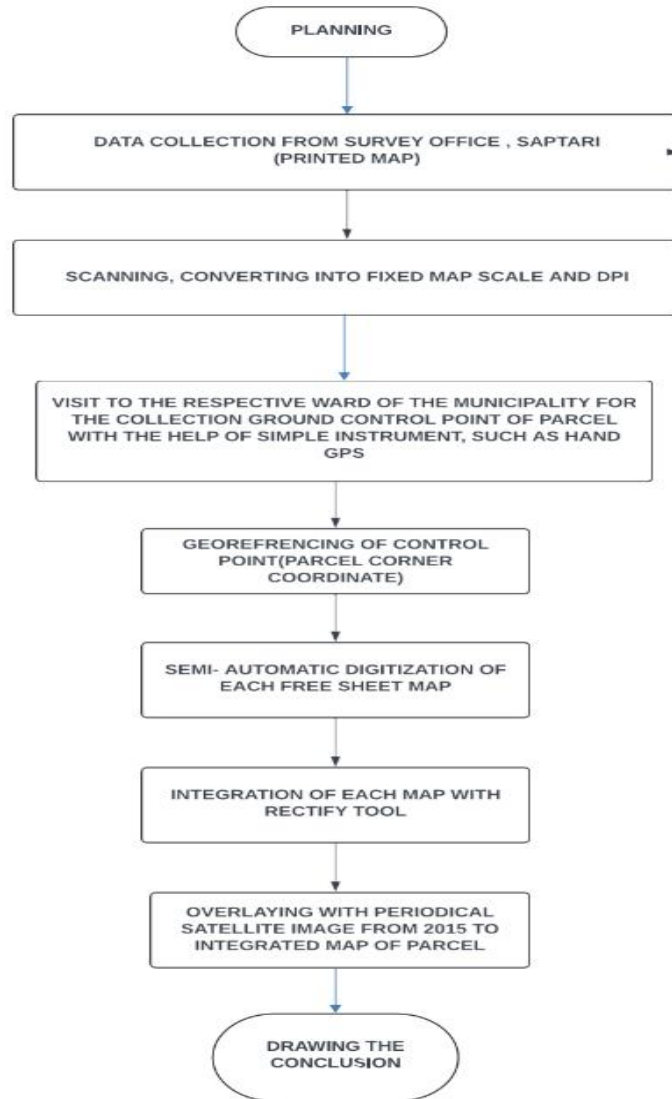 PLANNING
DATA COLLECTION FROM SURVEY OFFICE , SAPTARI
(PRINTED MAP)
SCANNING, CONVERTING INTO FIXED MAP SCALE AND DPI
VISIT TO THE RESPECTIVE WARD OF THE MUNICIPALITY FOR
THE COLLECTION GROUND CONTROL POINT OF PARCEL
WITH THE HELP OF SIMPLE INSTRUMENT, SUCH AS HAND
GPS
GEOREFRENCING OF CONTROL
POINT(PARCEL CORNER
COORDINATE)
SEMI- AUTOMATIC DIGITIZATION OF
EACH FREE SHEET MAP
INTEGRATION OF EACH MAP WITH
RECTIFY TOOL
OVERLAYING WITH PERIODICAL
SATELLITE IMAGE FROM 2015 TO
INTEGRATED MAP OF PARCEL
DRAWING THE
CONCLUSION